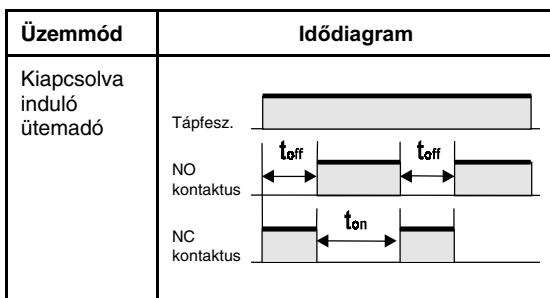 Üzemmód
Idődiagram
Kiapcsolva
induló
ütemadó
Tápfesz.
toff
toff
NO
kontaktus
ton
NC
kontaktus